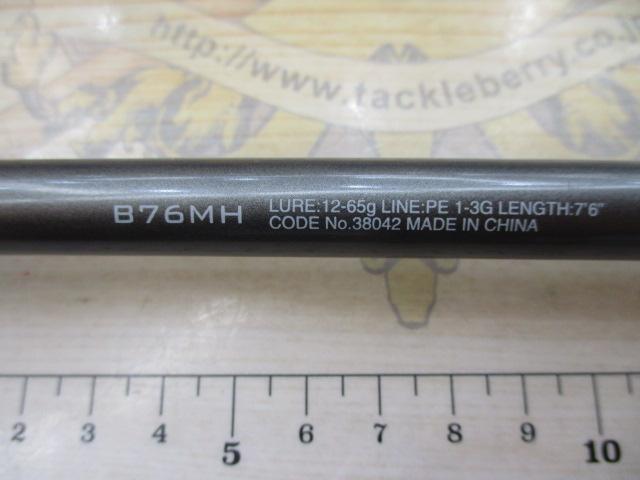 http://www.tackleberry.co.jp
B76MH
LURE:12-65g LINE:PE 1-3G LENGTH:7'6"
CODE No.38042 MADE IN CHINA
2 3 4 5 6 7 8 9 10